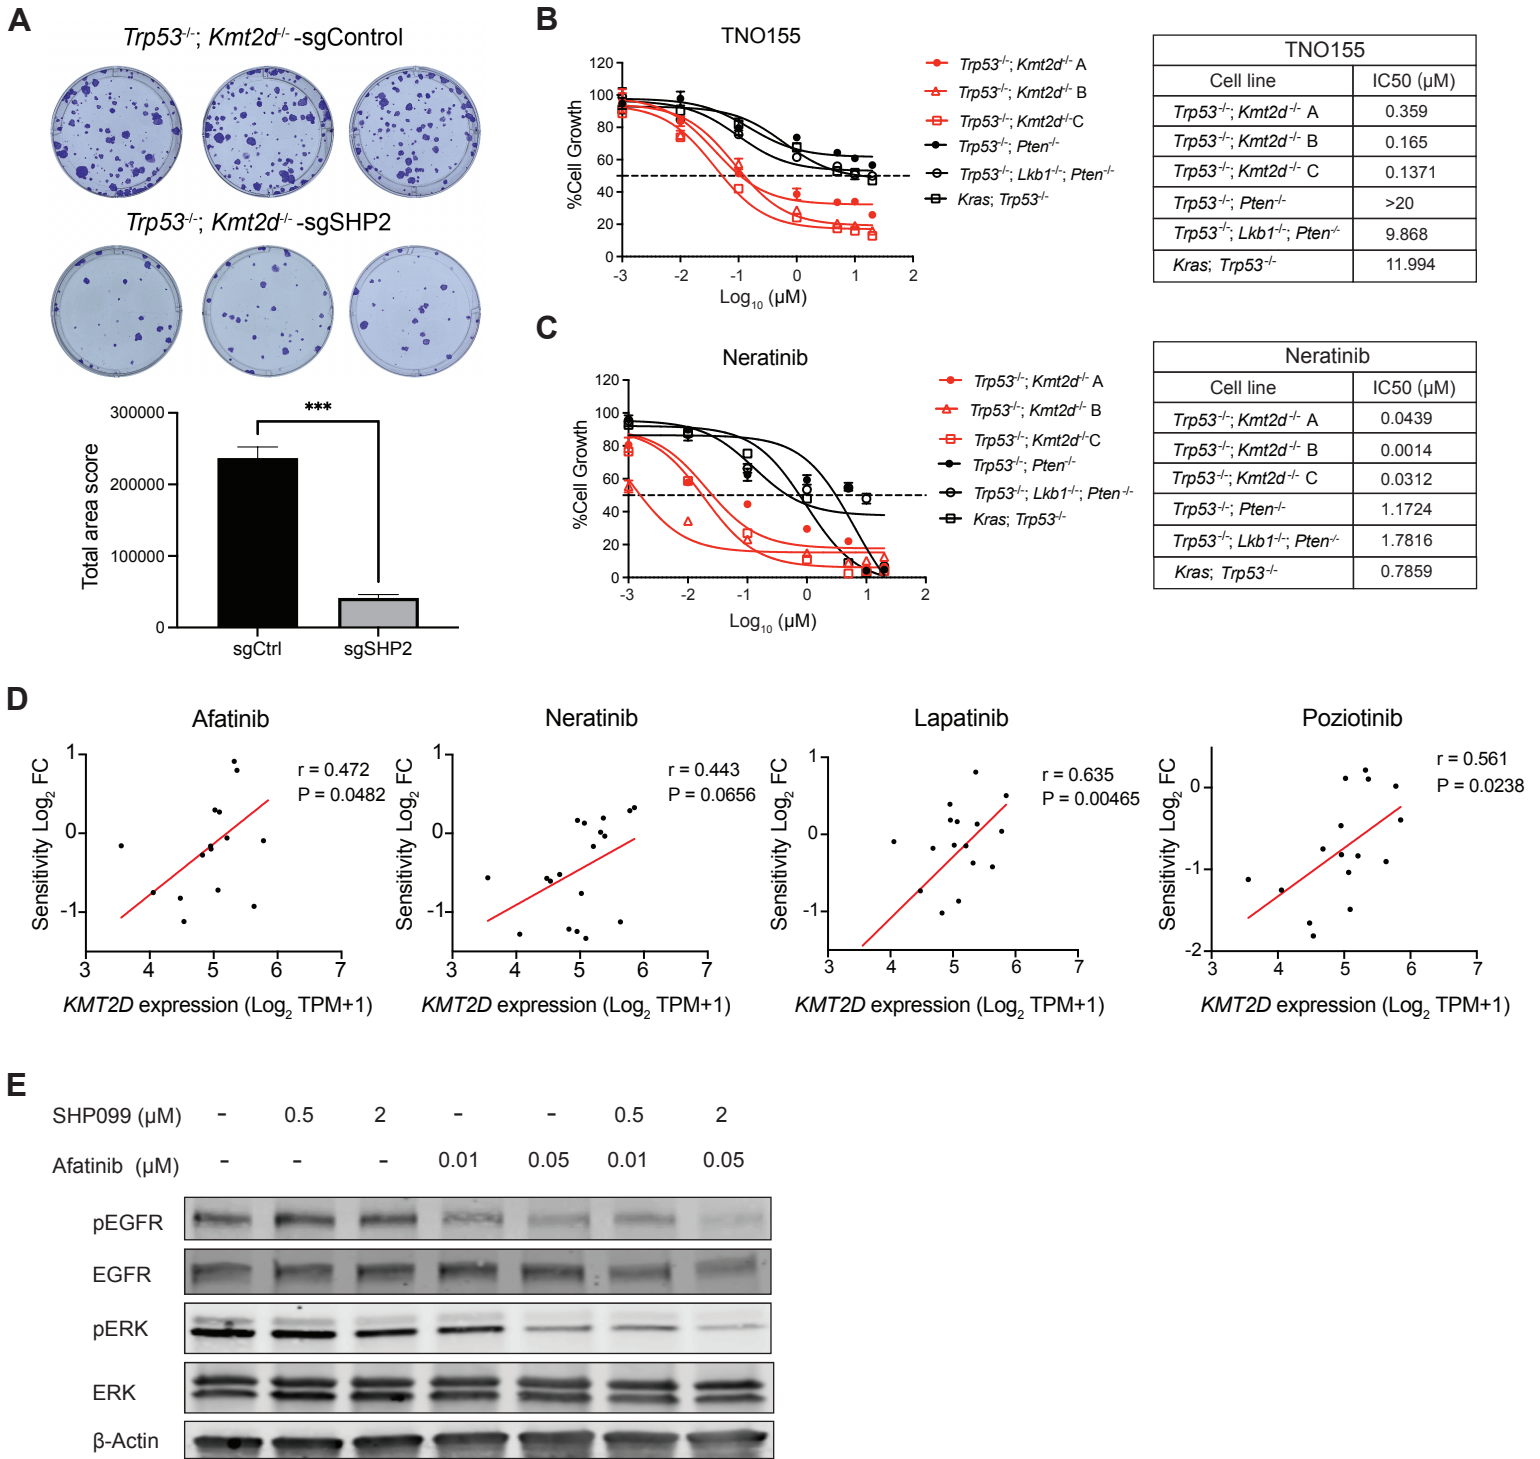 A
Trp53-/-; Kmt2d-/- -sgControl
Trp53-/-; Kmt2d-/- -sgSHP2
300000
200000
100000
0
Total area score
***
sgCtrl
sgSHP2
B
TNO155
120
100
80
60
40
20
0
%Cell Growth
-3
-2
-1
0
1
2
Log10 (µM)
Trp53-/-; Kmt2d-/- A
Trp53-/-; Kmt2d-/- B
Trp53-/-; Kmt2d-/-C
Trp53-/-; Pten-/-
Trp53-/-; Lkb1-/-; Pten-/-
Kras; Trp53-/-
TNO155
Cell line IC50 (µM)
Trp53-/-; Kmt2d-/- A 0.359
Trp53-/-; Kmt2d-/- B 0.165
Trp53-/-; Kmt2d-/- C 0.1371
Trp53-/-; Pten-/- >20
Trp53-/-; Lkb1-/-; Pten-/- 9.868
Kras; Trp53-/- 11.994
C
Neratinib
120
100
80
60
40
20
0
%Cell Growth
-3
-2
-1
0
1
2
Log10 (µM)
Trp53-/-; Kmt2d-/- A
Trp53-/-; Kmt2d-/- B
Trp53-/-; Kmt2d-/-C
Trp53-/-; Pten-/-
Trp53-/-; Lkb1-/-; Pten-/-
Kras; Trp53-/-
Neratinib
Cell line IC50 (µM)
Trp53-/-; Kmt2d-/- A 0.0439
Trp53-/-; Kmt2d-/- B 0.0014
Trp53-/-; Kmt2d-/- C 0.0312
Trp53-/-; Pten-/- 1.1724
Trp53-/-; Lkb1-/-; Pten-/- 1.7816
Kras; Trp53-/- 0.7859
D
Afatinib
1
0
-1
Sensitivity Log2 FC
r = 0.472
P = 0.0482
3 4 5 6 7
KMT2D expression (Log2 TPM+1)
Neratinib
1
0
-1
Sensitivity Log2 FC
r = 0.443
P = 0.0656
3 4 5 6 7
KMT2D expression (Log2 TPM+1)
Lapatinib
1
0
-1
Sensitivity Log2 FC
r = 0.635
P = 0.00465
3 4 5 6 7
KMT2D expression (Log2 TPM+1)
Poziotinib
0
-1
-2
Sensitivity Log2 FC
r = 0.561
P = 0.0238
3 4 5 6 7
KMT2D expression (Log2 TPM+1)
E
SHP099 (µM) - 0.5 2 - - 0.5 2
Afatinib (µM) - - - 0.01 0.05 0.01 0.05
pEGFR
EGFR
pERK
ERK
β-Actin